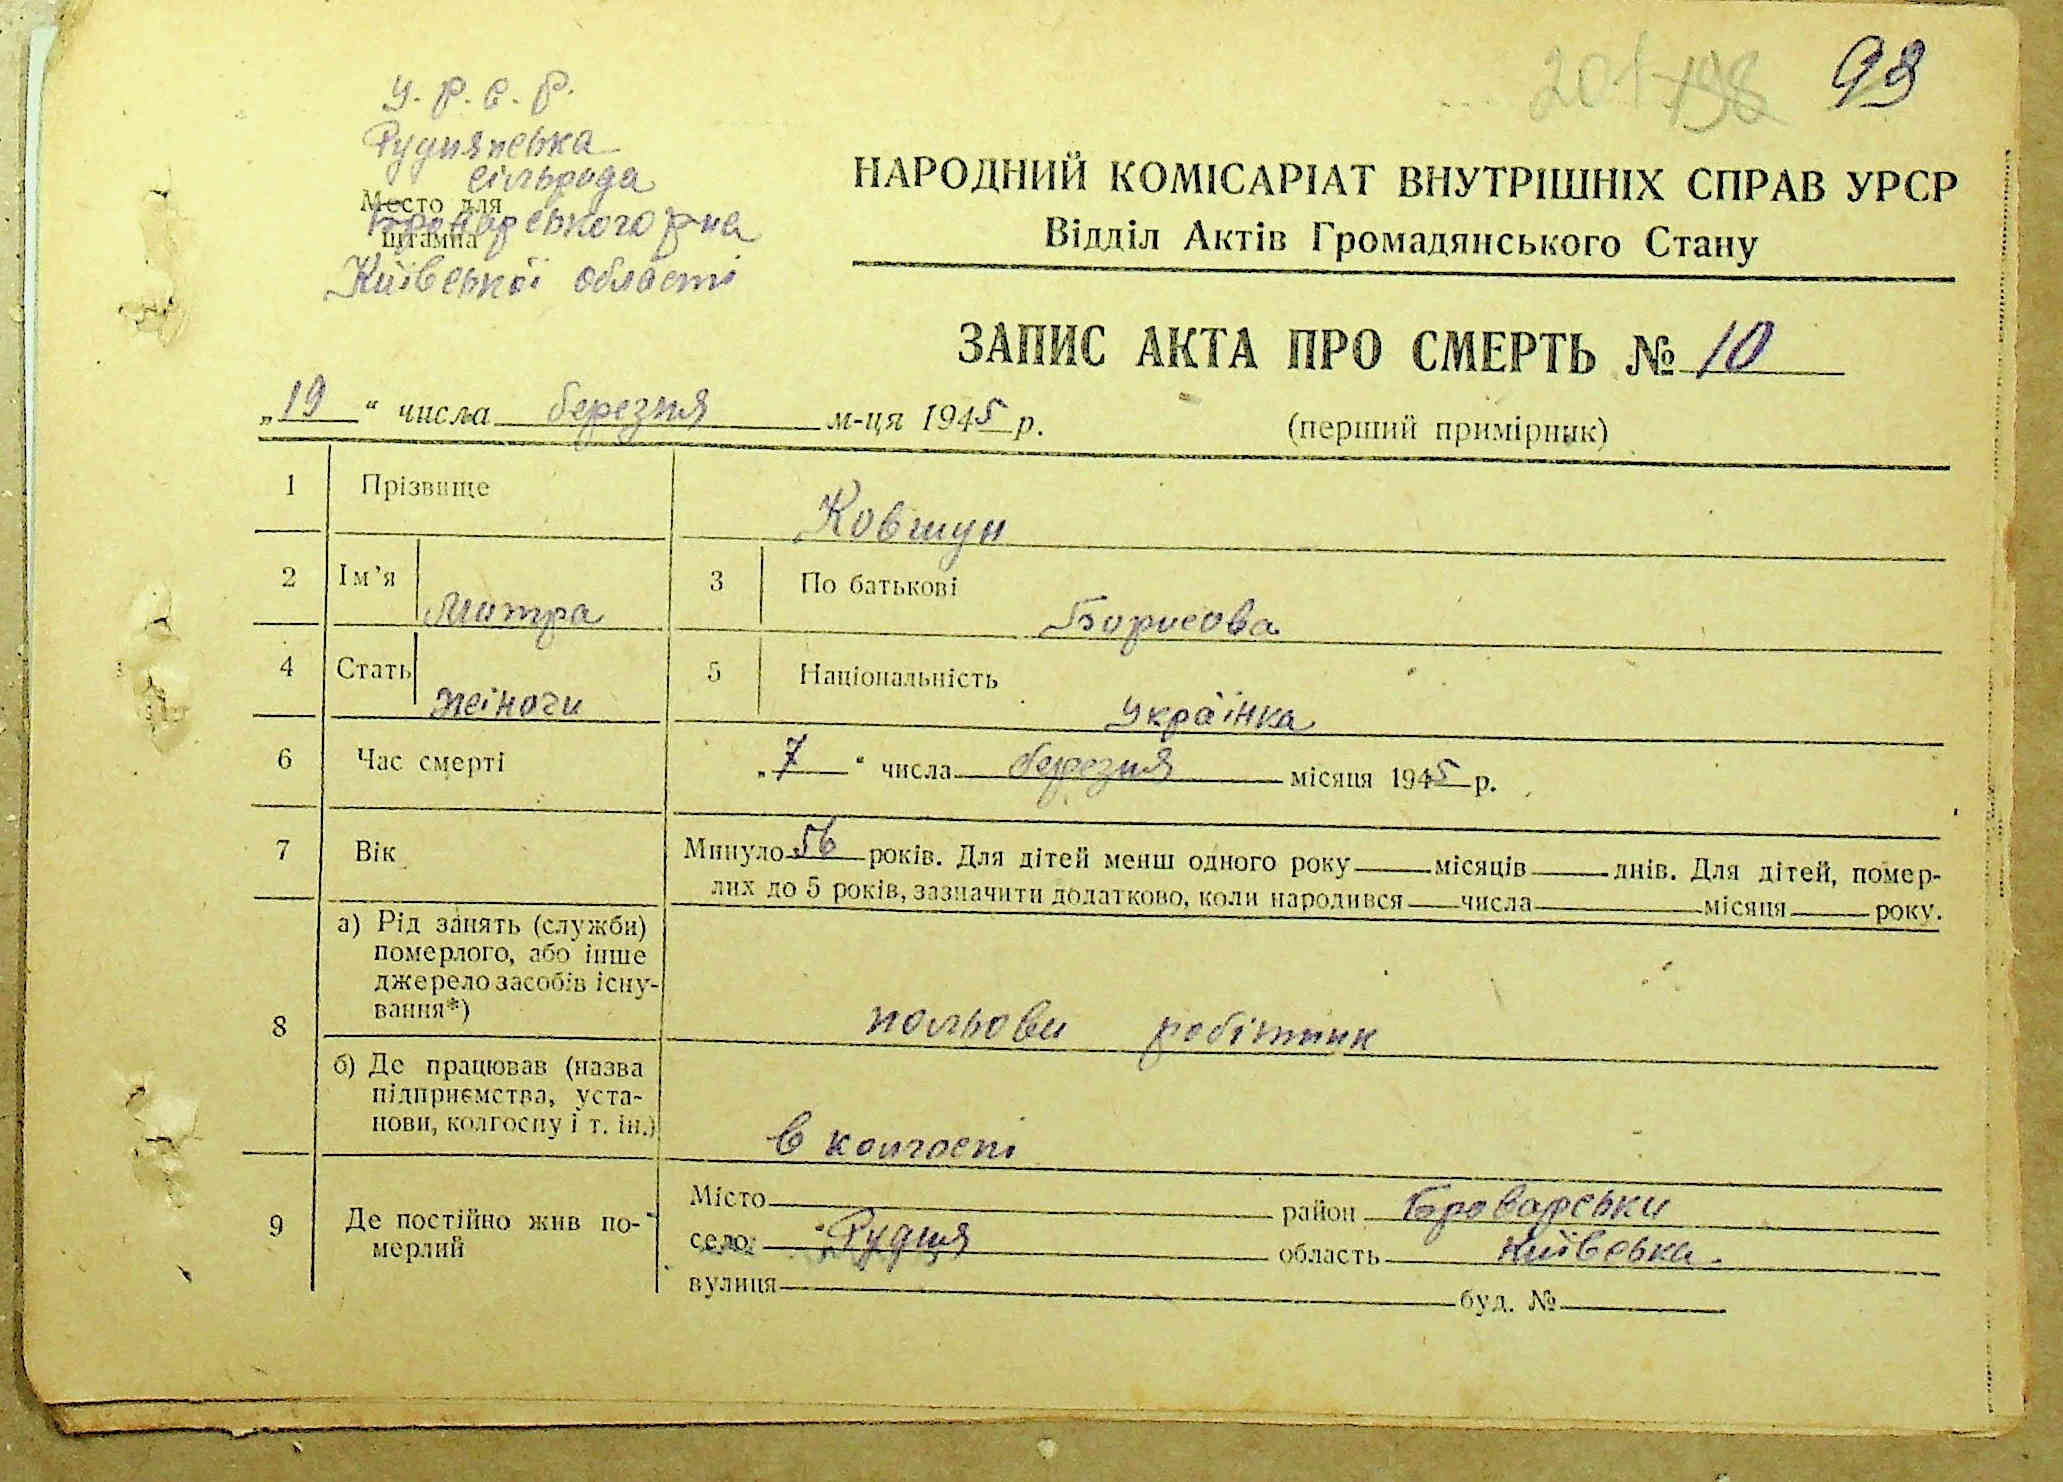 201 198 93
У. Р. С. Р.
Руднянська
сільрада
Место для
штампа
Броварського р-на
Київської області
НАРОДНИЙ КОМІСАРІАТ ВНУТРІШНІХ СПРАВ УРСР
Відділ Актів Громадянського Стану
ЗАПИС АКТА ПРО СМЕРТЬ № 10
„19“ числа березня м-ця 1945 р. (перший примірник)
1 Прізвище Ковшун
2 Ім’я Митра 3 По батькові Борисова
4 Стать жіночи 5 Національність українка
6 Час смерті „7“ числа березня місяця 1945 р.
7 Вік Минуло 56 років. Для дітей менш одного року місяців днів. Для дітей, помер-
лих до 5 років, зазначити додатково, коли народився числа місяця року.
8 а) Рід занять (служби)
померлого, або інше
джерело засобів існу-
вання*) польови робітник
б) Де працював (назва
підприємства, уста-
нови, колгоспу і т. ін.) в колгоспі
9 Де постійно жив по-
мерлий
Місто район Броварськи
село Рудня область Київська.
вулиця буд. №